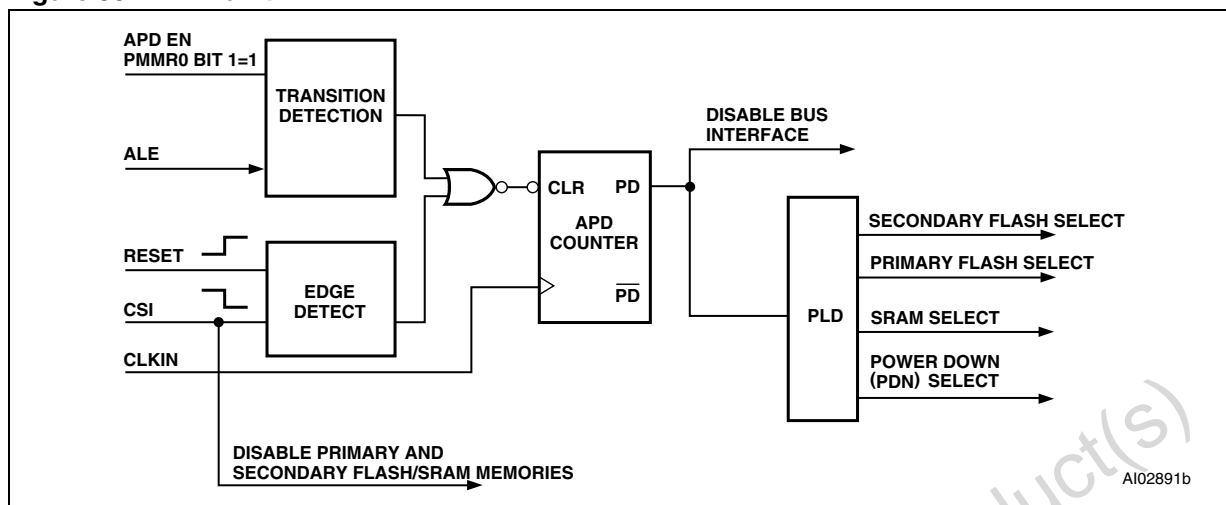 APD EN
PMMR0 BIT 1=1
TRANSITION
DETECTION
ALE
RESET
CSI
CLKIN
EDGE
DETECT
CLR
PD
APD
COUNTER
PD
DISABLE BUS
INTERFACE
PLD
SECONDARY FLASH SELECT
PRIMARY FLASH SELECT
SRAM SELECT
POWER DOWN
(PDN) SELECT
DISABLE PRIMARY AND
SECONDARY FLASH/SRAM MEMORIES
duct(s)
AI02891b